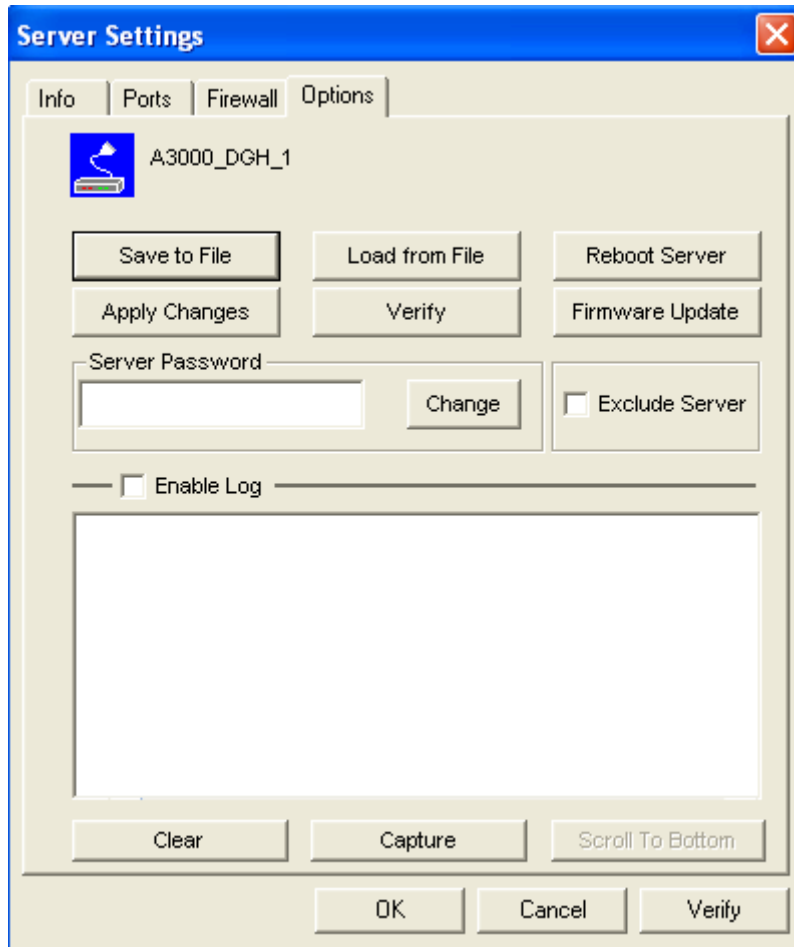 Server Settings
Info Ports Firewall Options
A3000_DGH_1
Save to File Load from File Reboot Server
Apply Changes Verify Firmware Update
Server Password
Change Exclude Server
Enable Log
Clear Capture Scroll To Bottom
OK Cancel Verify